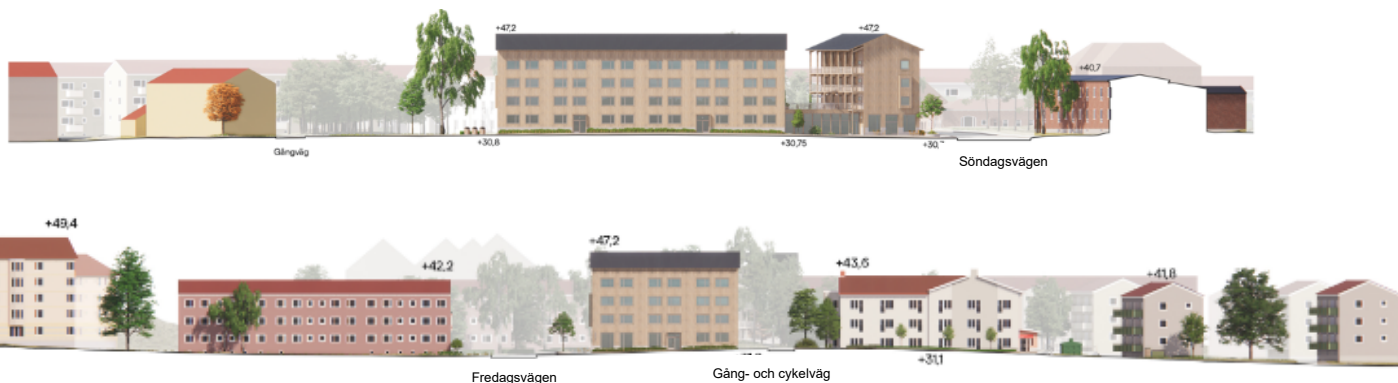 +47,2
+47,2
+40,7
Gångväg
+30,8
+30,75
Söndagsvägen
+49,4
+42,2
+47,2
+43,6
+41,8
+31,1
Fredagsvägen
Gång- och cykelväg